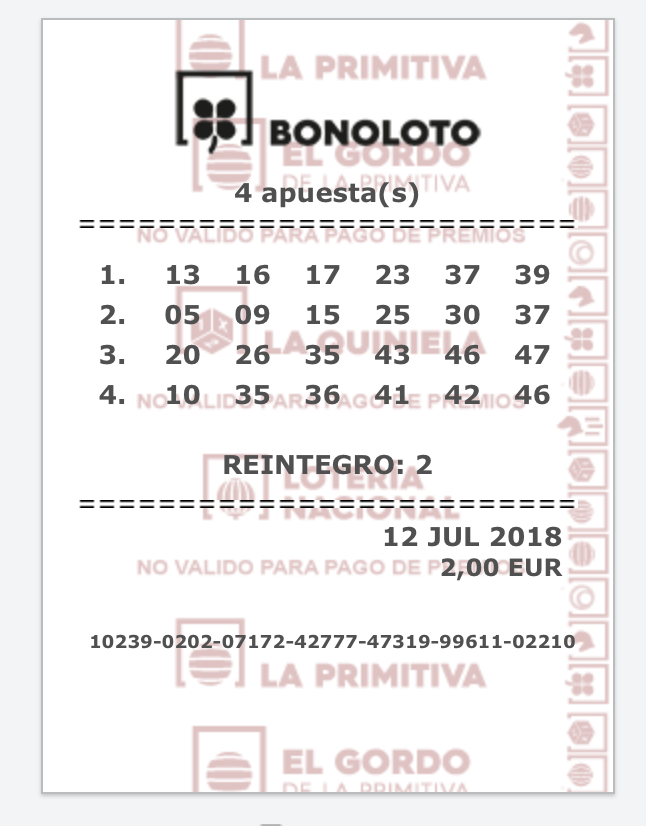 LA PRIMITIVA
BONOLOTO
EL GORDO
DE LA PRIMITIVA
4 apuesta(s)
=========================
NO VALIDO PARA PAGO DE PREMIOS
1. 13 16 17 23 37 39
2. 05 09 15 25 30 37
LA QUINIELA
3. 20 26 35 43 46 47
4. 10 35 36 41 42 46
NO VALIDO PARA PAGO DE PREMIOS
REINTEGRO: 2
LOTERIA
NACIONAL
=========================
12 JUL 2018
NO VALIDO PARA PAGO DE PREMIOS
2,00 EUR
10239-0202-07172-42777-47319-99611-02210
LA PRIMITIVA
EL GORDO
DE LA PRIMITIVA